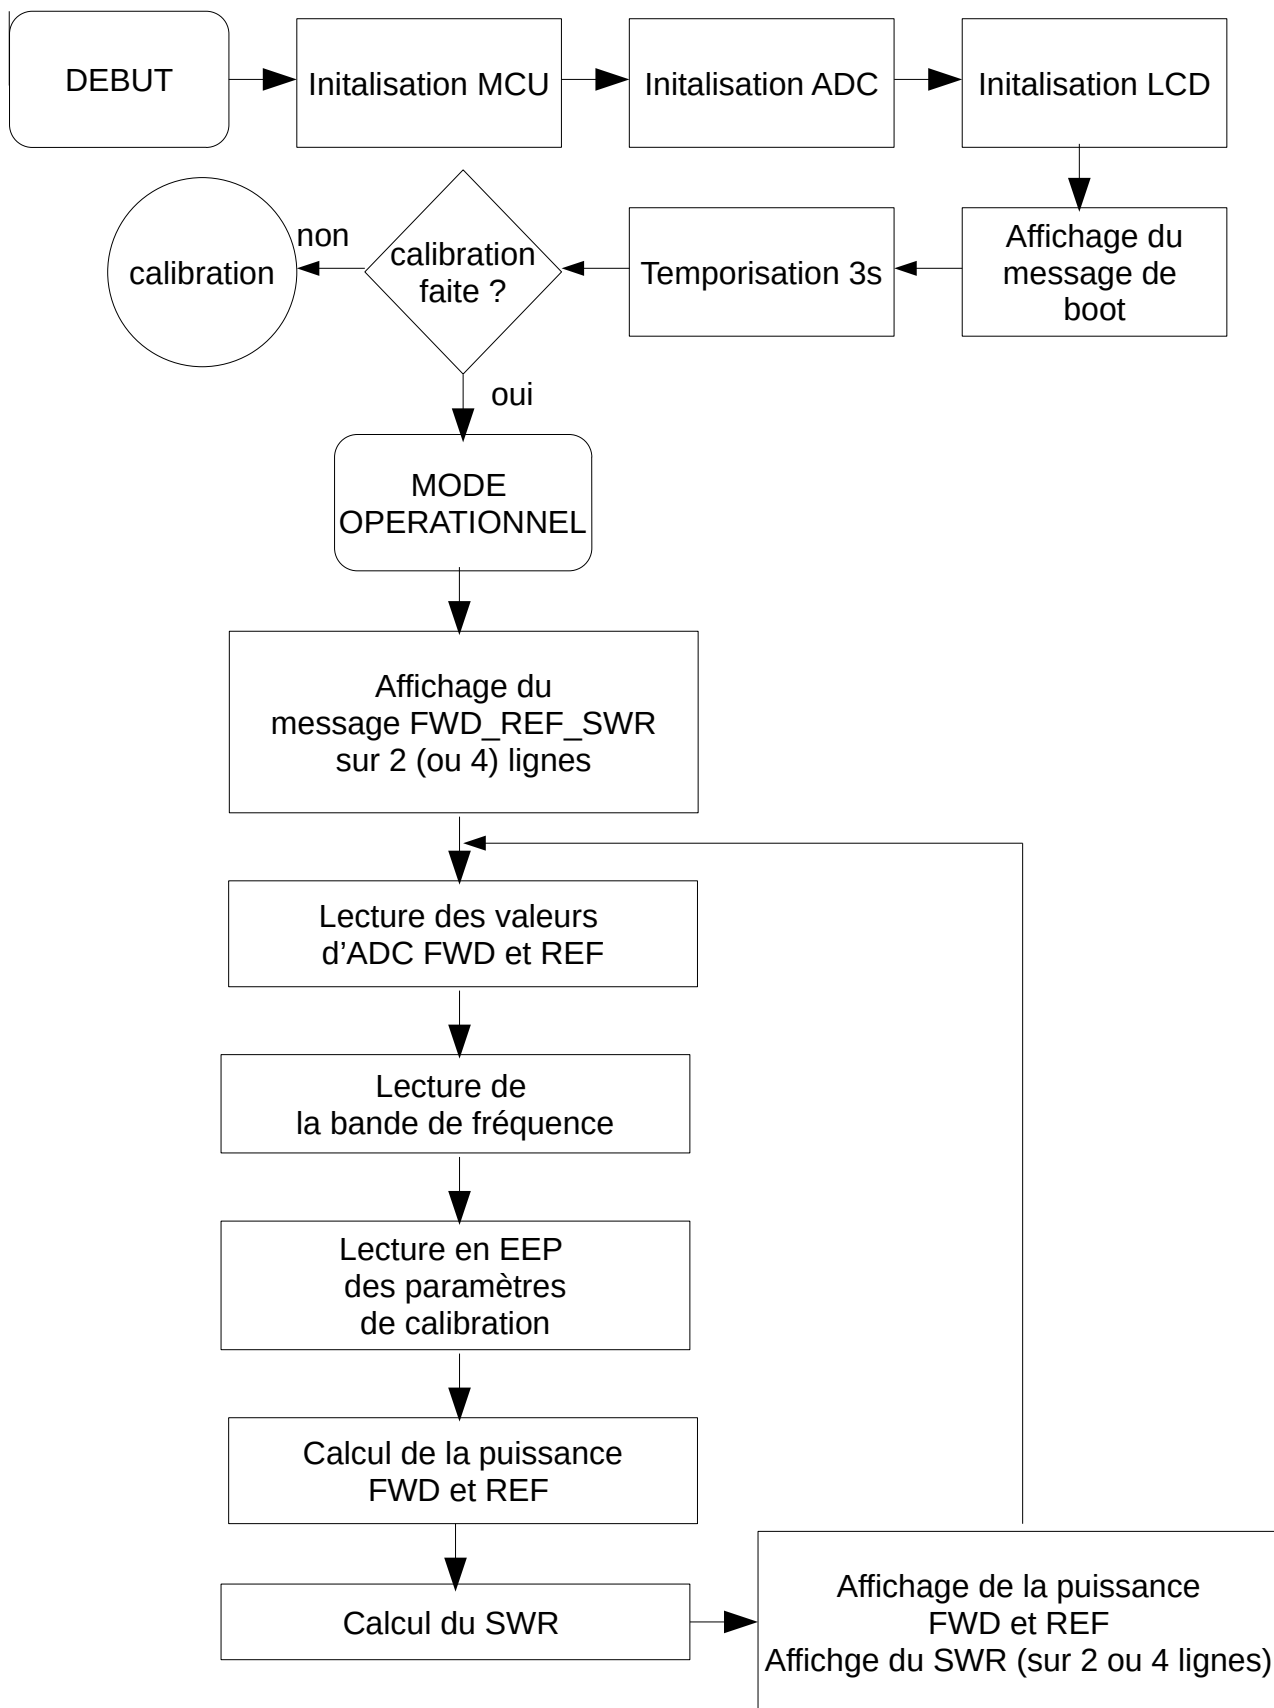 DEBUT
Initalisation MCU
Initalisation ADC
Initalisation LCD
Affichage du
message de
boot
Temporisation 3s
calibration
faite ?
non
calibration
oui
MODE
OPERATIONNEL
Affichage du
message FWD_REF_SWR
sur 2 (ou 4) lignes
Lecture des valeurs
d’ADC FWD et REF
Lecture de
la bande de fréquence
Lecture en EEP
des paramètres
de calibration
Calcul de la puissance
FWD et REF
Calcul du SWR
Affichage de la puissance
FWD et REF
Affichge du SWR (sur 2 ou 4 lignes)